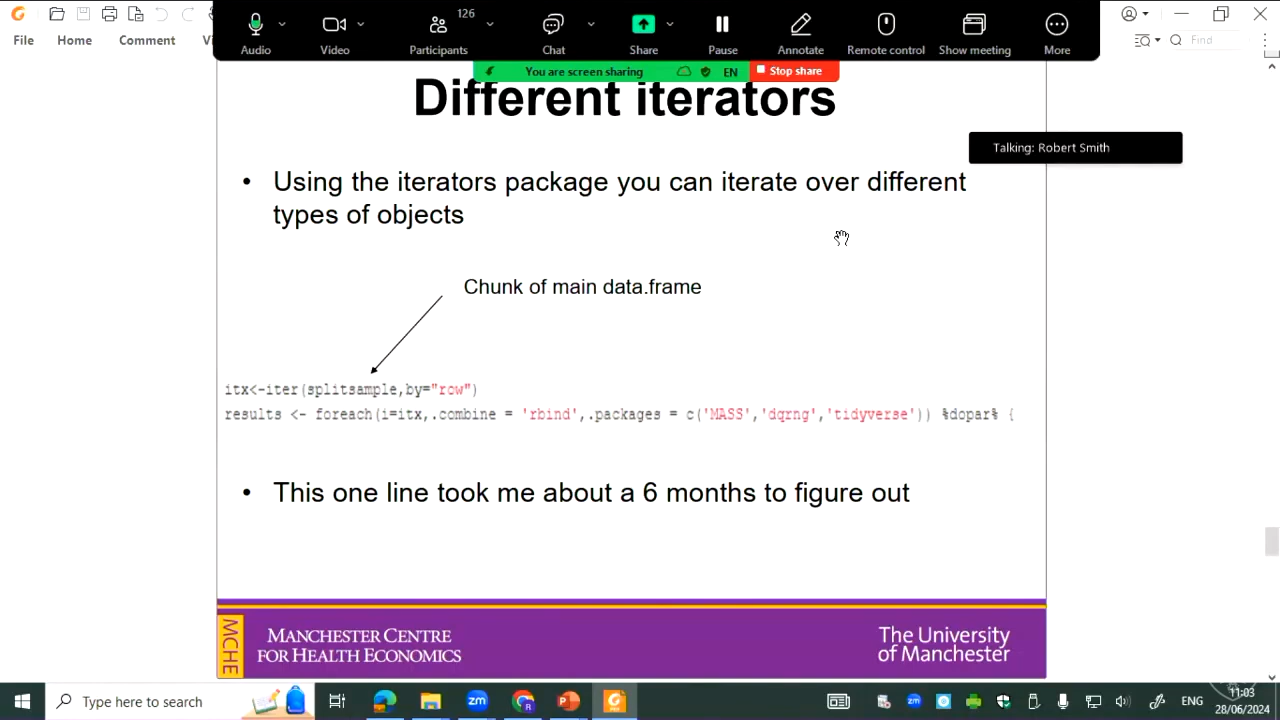 126
Audio
Video
Participants
Chat
Share
Pause
Annotate
Remote control
Show meeting
More
File
Home
Comment
Find
You are screen sharing
EN
Stop share
Talking: Robert Smith
Different iterators
• Using the iterators package you can iterate over different
types of objects
Chunk of main data.frame
itx<-iter(splitsample,by="row")
results <- foreach(i=itx,.combine = 'rbind',.packages = c('MASS','dqrng','tidyverse')) %dopar% {
• This one line took me about a 6 months to figure out
MCHE
MANCHESTER CENTRE
FOR HEALTH ECONOMICS
The University
of Manchester
Type here to search
zm
zm
ENG
11:03
28/06/2024